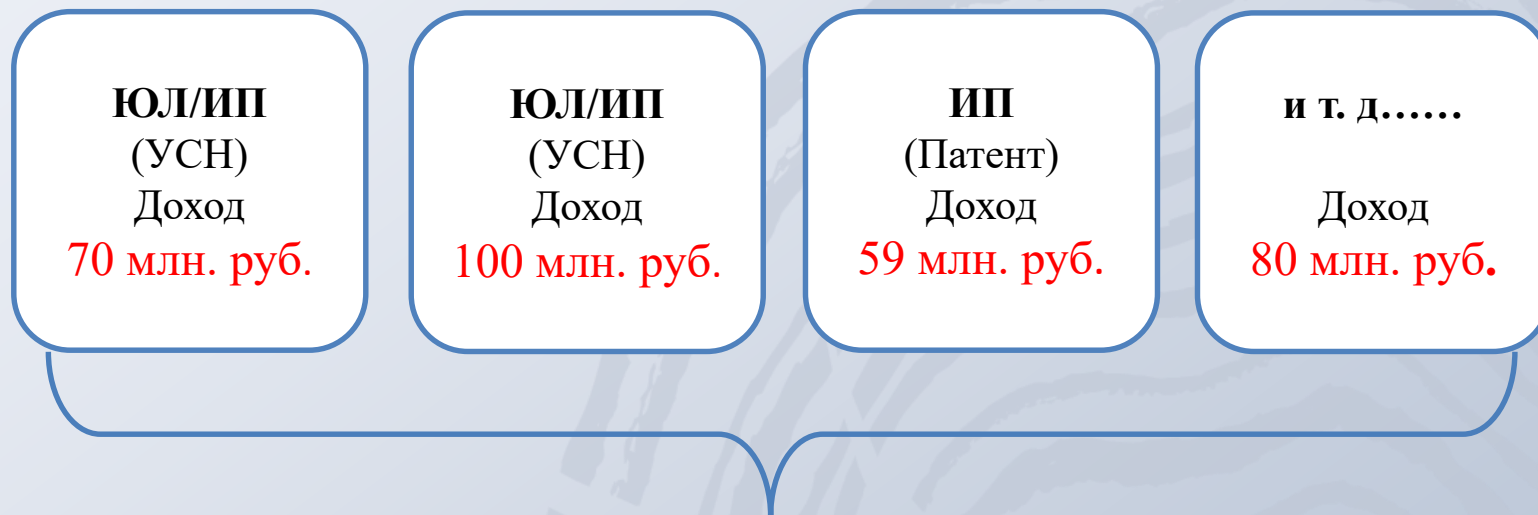 ЮЛ/ИП
(УСН)
Доход
70 млн. руб.
ЮЛ/ИП
(УСН)
Доход
100 млн. руб.
ИП
(Патент)
Доход
59 млн. руб.
и т. д……
Доход
80 млн. руб.